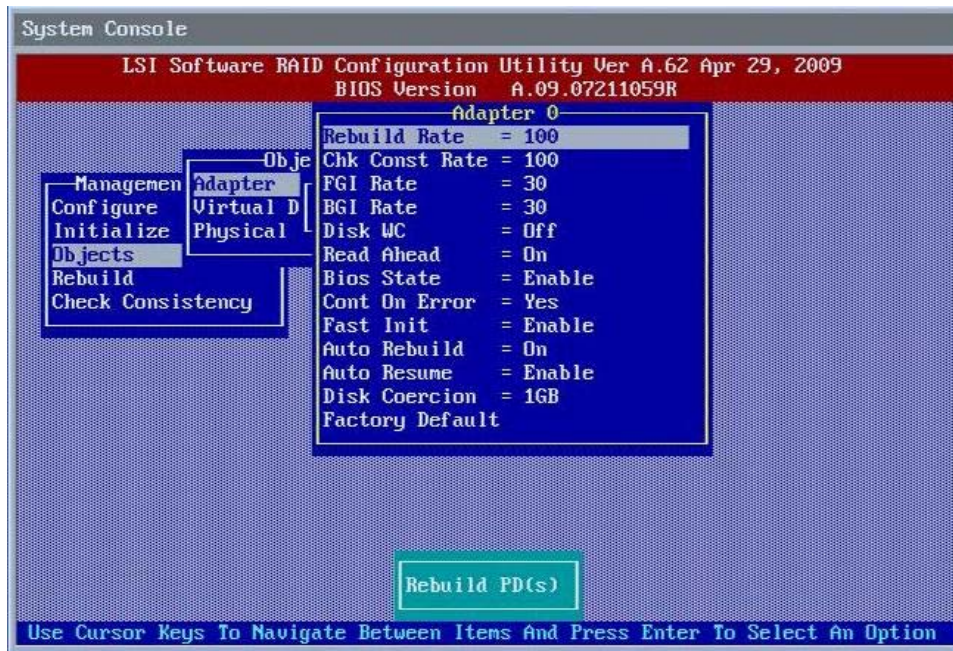 System Console
LSI Software RAID Configuration Utility Ver A.62 Apr 29, 2009
BIOS Version A.09.07211059R
Managemen
Configure
Initialize
Objects
Rebuild
Check Consistency
Obje
Adapter
Virtual D
Physical
Adapter 0
Rebuild Rate = 100
Chk Const Rate = 100
FGI Rate = 30
BGI Rate = 30
Disk WC = Off
Read Ahead = On
Bios State = Enable
Cont On Error = Yes
Fast Init = Enable
Auto Rebuild = On
Auto Resume = Enable
Disk Coercion = 1GB
Factory Default
Rebuild PD(s)
Use Cursor Keys To Navigate Between Items And Press Enter To Select An Option